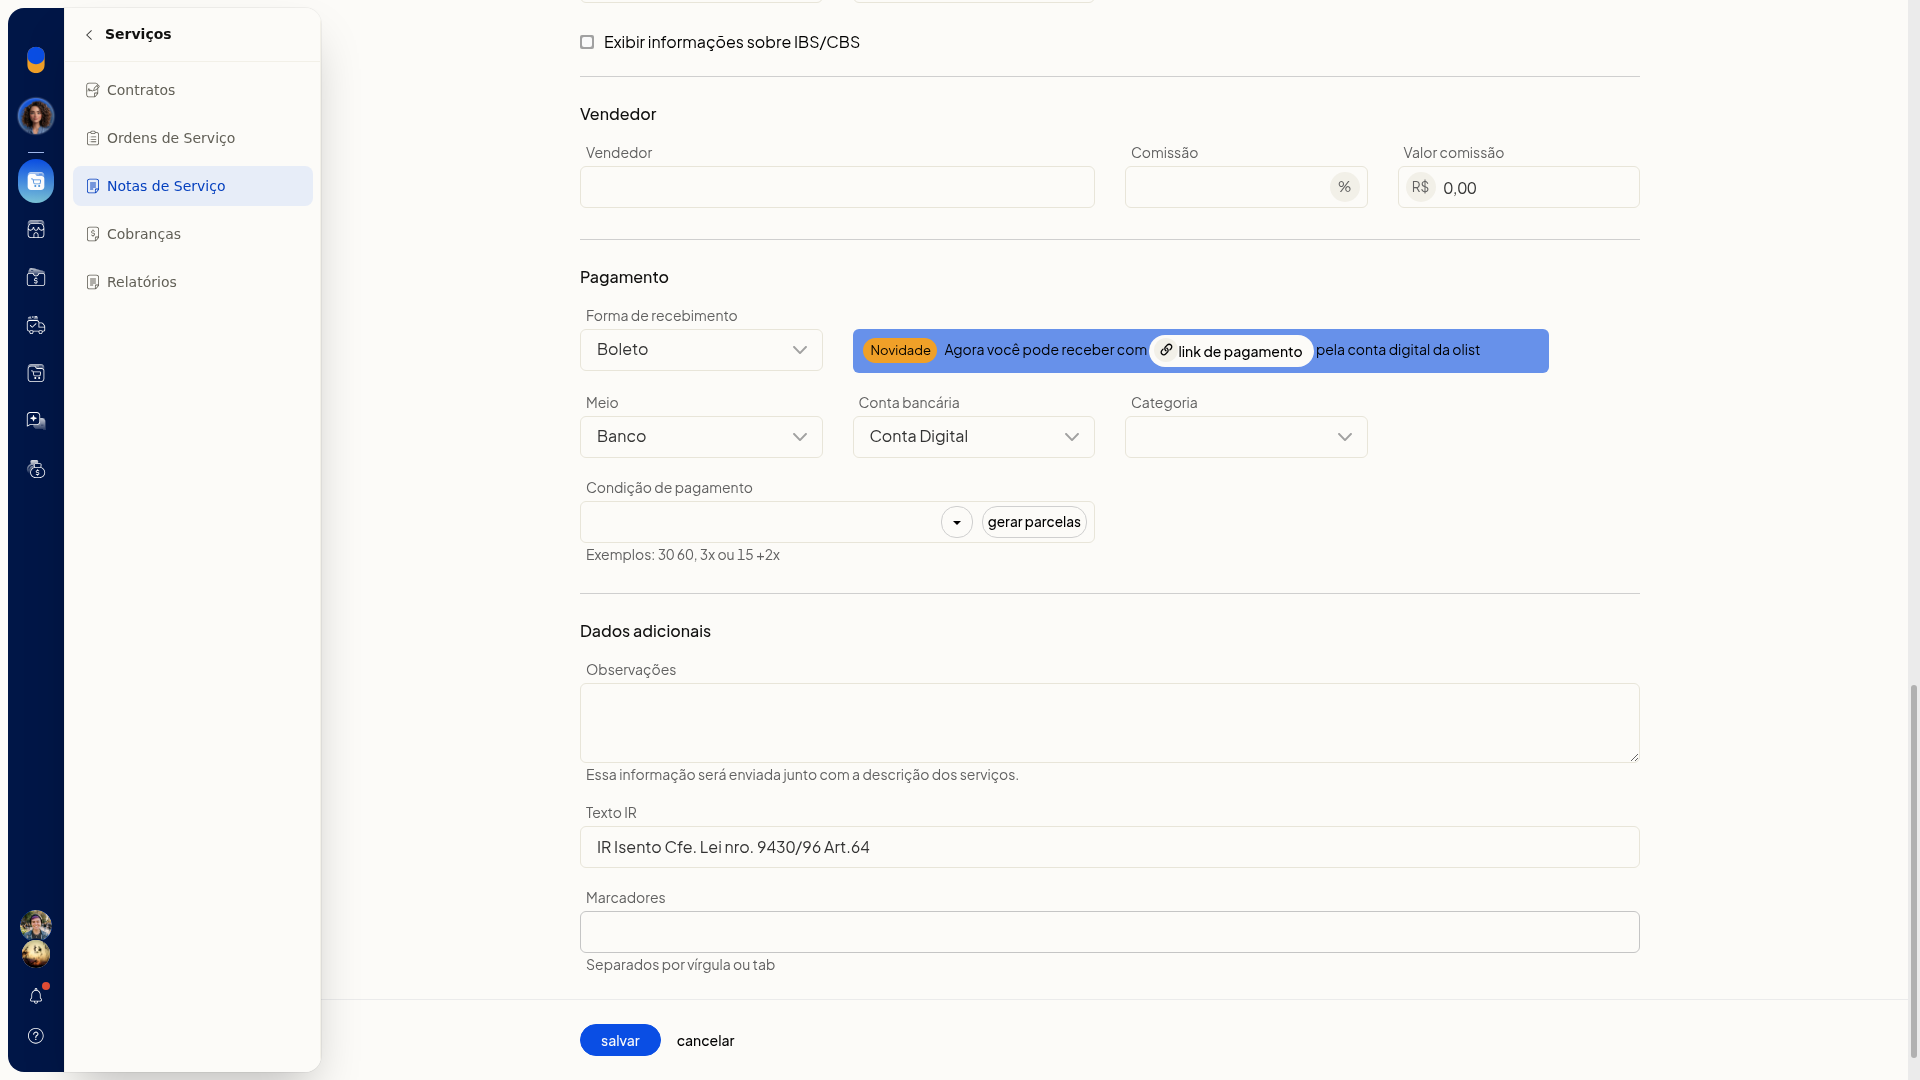 Serviços
Contratos
Ordens de Serviço
Notas de Serviço
Cobranças
Relatórios
Exibir informações sobre IBS/CBS
Vendedor
Vendedor
Comissão
Valor comissão
%
R$ 0,00
Pagamento
Forma de recebimento
Boleto
Novidade Agora você pode receber com link de pagamento pela conta digital da olist
Meio
Conta bancária
Categoria
Banco
Conta Digital
Condição de pagamento
gerar parcelas
Exemplos: 30 60, 3x ou 15 +2x
Dados adicionais
Observações
Essa informação será enviada junto com a descrição dos serviços.
Texto IR
IR Isento Cfe. Lei nro. 9430/96 Art.64
Marcadores
Separados por vírgula ou tab
salvar
cancelar